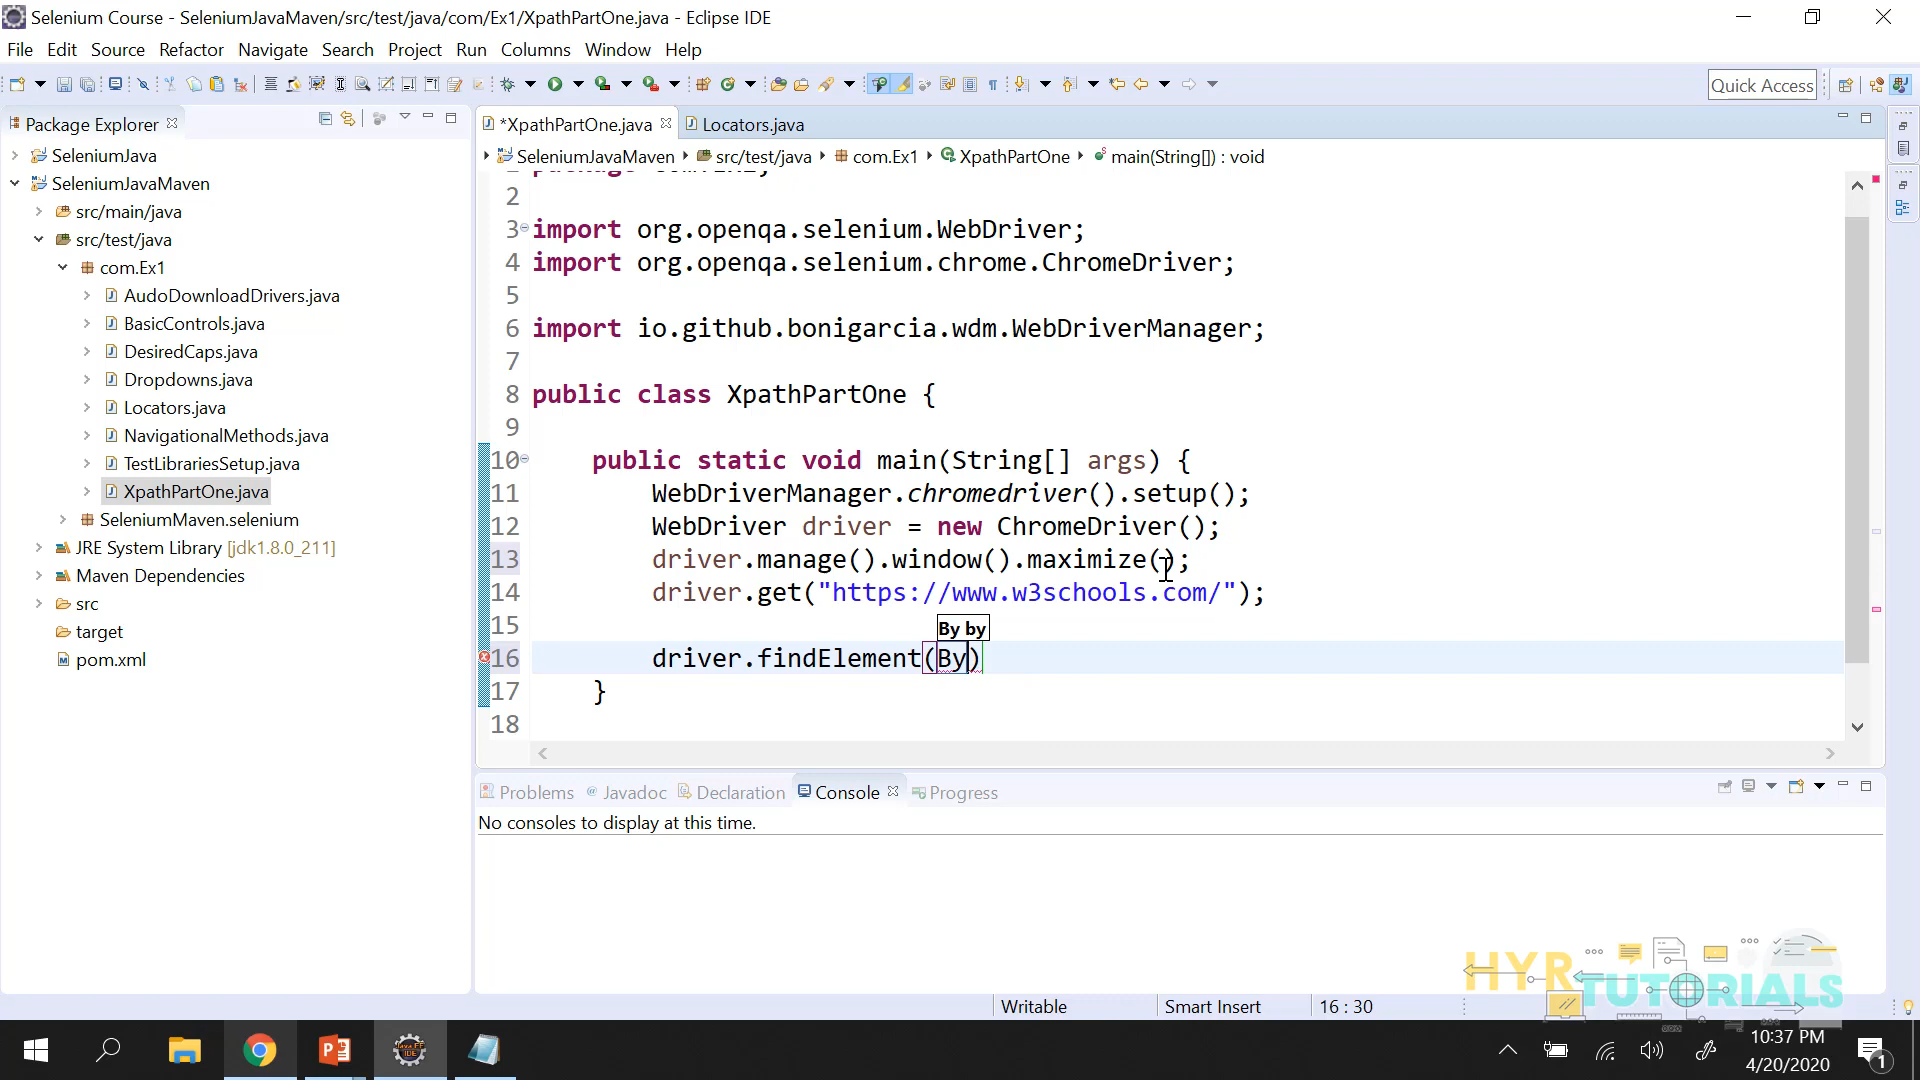 Selenium Course - SeleniumJavaMaven/src/test/java/com/Ex1/XpathPartOne.java - Eclipse IDE
File Edit Source Refactor Navigate Search Project Run Columns Window Help
Quick Access
Package Explorer
SeleniumJava
SeleniumJavaMaven
src/main/java
src/test/java
com.Ex1
AudoDownloadDrivers.java
BasicControls.java
DesiredCaps.java
Dropdowns.java
Locators.java
NavigationalMethods.java
TestLibrariesSetup.java
XpathPartOne.java
SeleniumMaven.selenium
JRE System Library [jdk1.8.0_211]
Maven Dependencies
src
target
pom.xml
*XpathPartOne.java Locators.java
SeleniumJavaMaven src/test/java com.Ex1 XpathPartOne main(String[]) : void
2
3 import org.openqa.selenium.WebDriver;
4 import org.openqa.selenium.chrome.ChromeDriver;
5
6 import io.github.bonigarcia.wdm.WebDriverManager;
7
8 public class XpathPartOne {
9
10 public static void main(String[] args) {
11 WebDriverManager.chromedriver().setup();
12 WebDriver driver = new ChromeDriver();
13 driver.manage().window().maximize();
14 driver.get("https://www.w3schools.com/");
15
By by
16 driver.findElement(By)
17 }
18
Problems Javadoc Declaration Console Progress
No consoles to display at this time.
Writable Smart Insert 16 : 30
HYR TUTORIALS
10:37 PM
4/20/2020
1